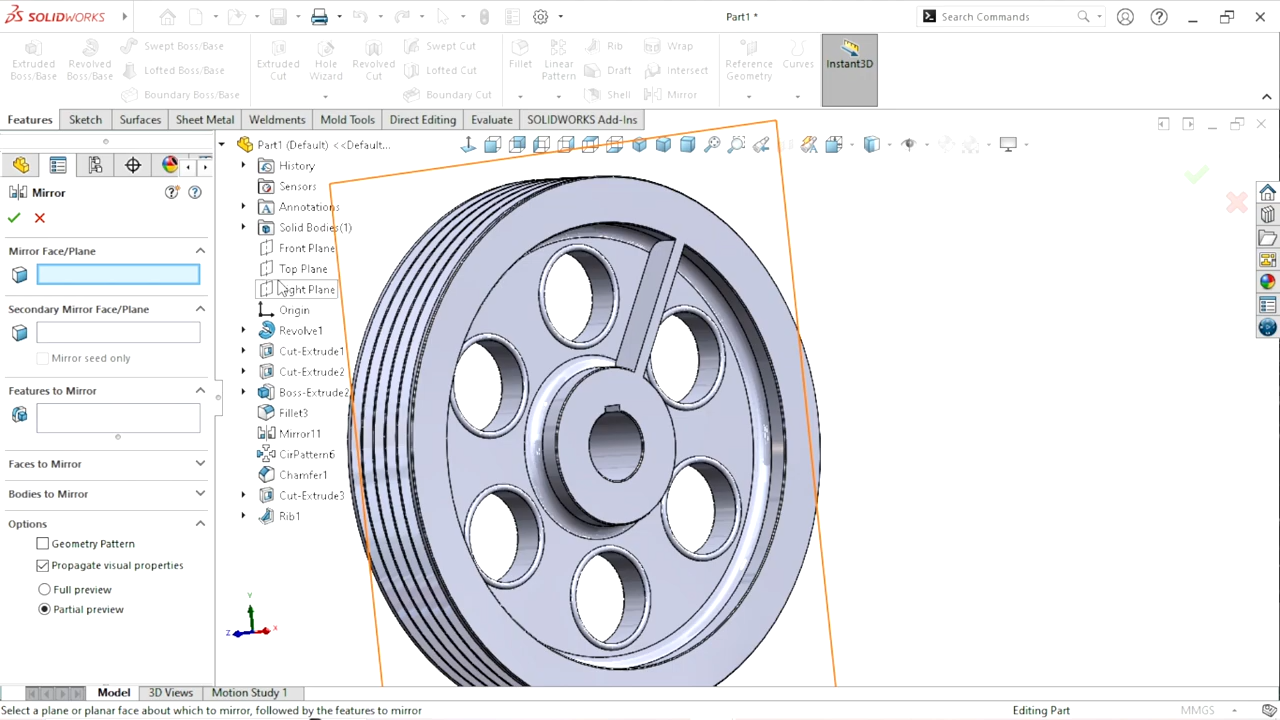 SOLIDWORKS
Part1 *
Search Commands
Extruded Boss/Base
Revolved Boss/Base
Swept Boss/Base
Lofted Boss/Base
Boundary Boss/Base
Extruded Cut
Hole Wizard
Revolved Cut
Swept Cut
Lofted Cut
Boundary Cut
Fillet
Linear Pattern
Rib
Draft
Shell
Wrap
Intersect
Mirror
Reference Geometry
Curves
Instant3D
Features
Sketch
Surfaces
Sheet Metal
Weldments
Mold Tools
Direct Editing
Evaluate
SOLIDWORKS Add-Ins
Mirror
Mirror Face/Plane
Secondary Mirror Face/Plane
Mirror seed only
Features to Mirror
Faces to Mirror
Bodies to Mirror
Options
Geometry Pattern
Propagate visual properties
Full preview
Partial preview
Part1 (Default) <<Default...
History
Sensors
Annotations
Solid Bodies(1)
Front Plane
Top Plane
Right Plane
Origin
Revolve1
Cut-Extrude1
Cut-Extrude2
Boss-Extrude2
Fillet3
Mirror11
CirPattern6
Chamfer1
Cut-Extrude3
Rib1
Y
Z
X
Model
3D Views
Motion Study 1
Select a plane or planar face about which to mirror, followed by the features to mirror
Editing Part
MMGS